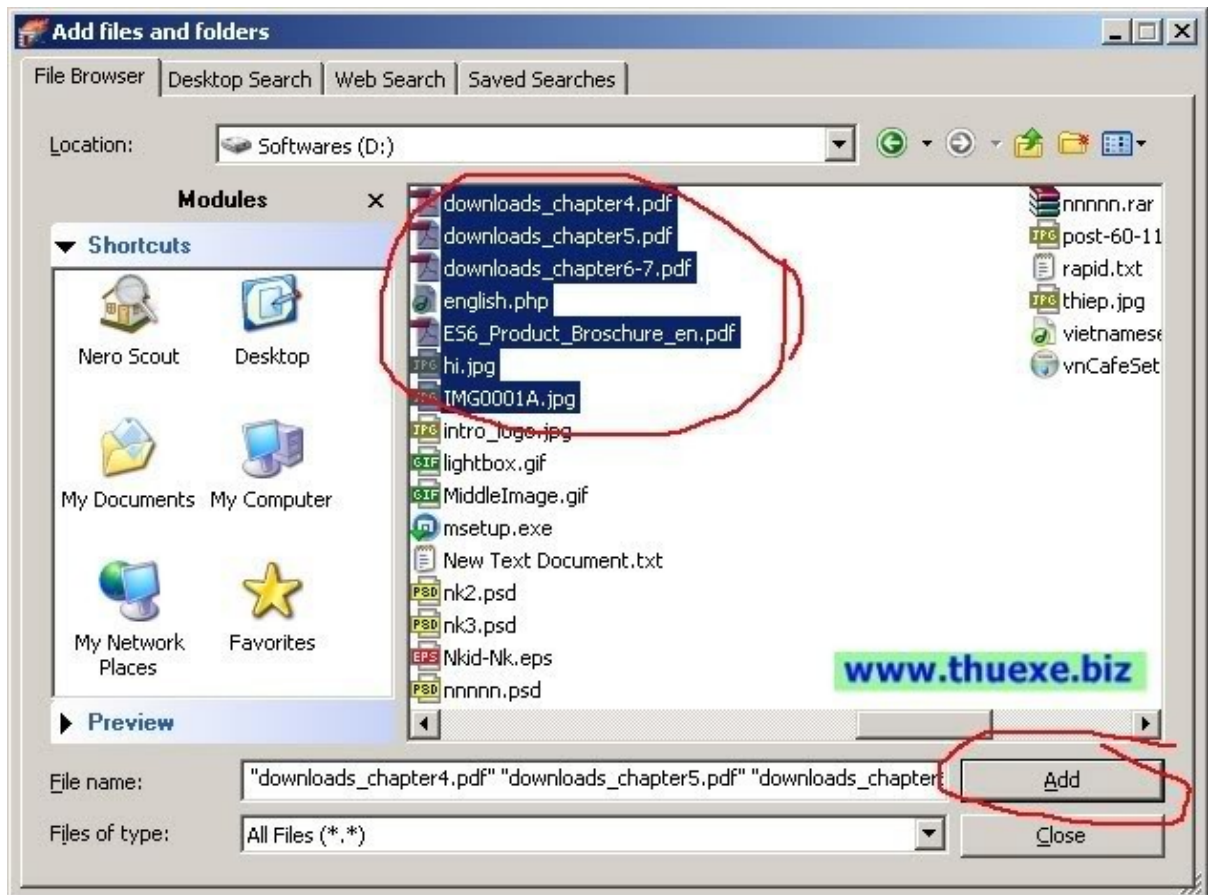 Add files and folders
File Browser Desktop Search Web Search Saved Searches
Location: Softwares (D:)
Modules
Shortcuts
Nero Scout Desktop
My Documents My Computer
My Network Places Favorites
Preview
downloads_chapter4.pdf
downloads_chapter5.pdf
downloads_chapter6-7.pdf
english.php
ES6_Product_Broschure_en.pdf
hi.jpg
IMG0001A.jpg
intro_logo.jpg
lightbox.gif
MiddleImage.gif
msetup.exe
New Text Document.txt
nk2.psd
nk3.psd
Nkid-Nk.eps
nnnnn.psd
nnnnn.rar
post-60-11
rapid.txt
thiep.jpg
vietnamese
vnCafeSet
www.thuexe.biz
File name: "downloads_chapter4.pdf" "downloads_chapter5.pdf" "downloads_chapter Add
Files of type: All Files (*.*) Close